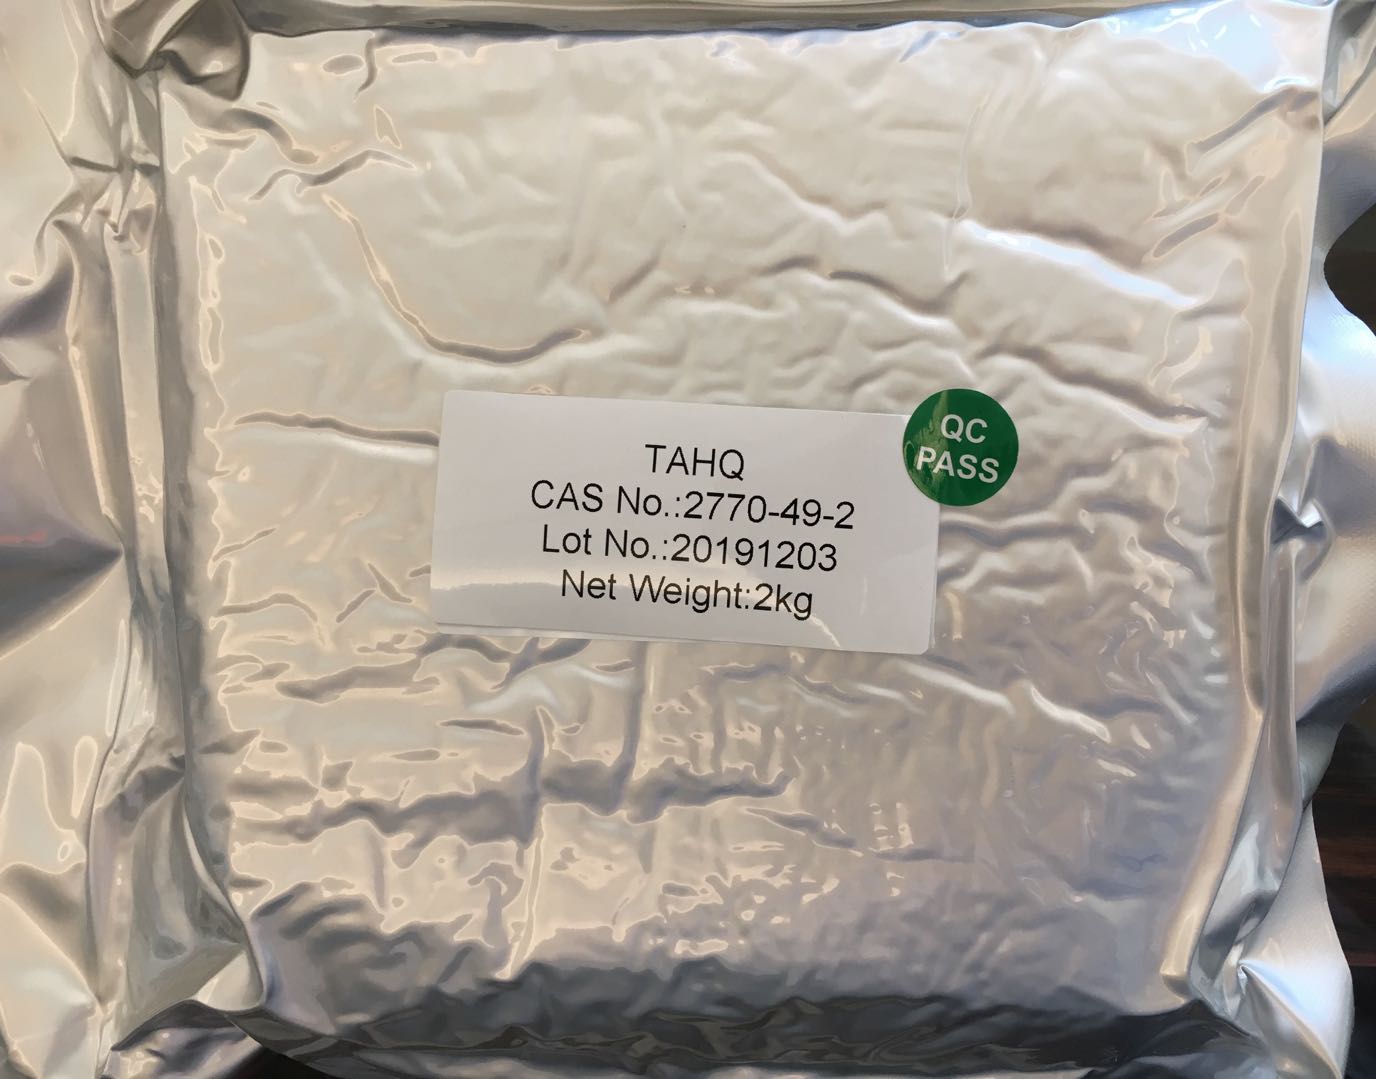 TAHQ
CAS No.:2770-49-2
Lot No.:20191203
Net Weight:2kg
QC
PASS